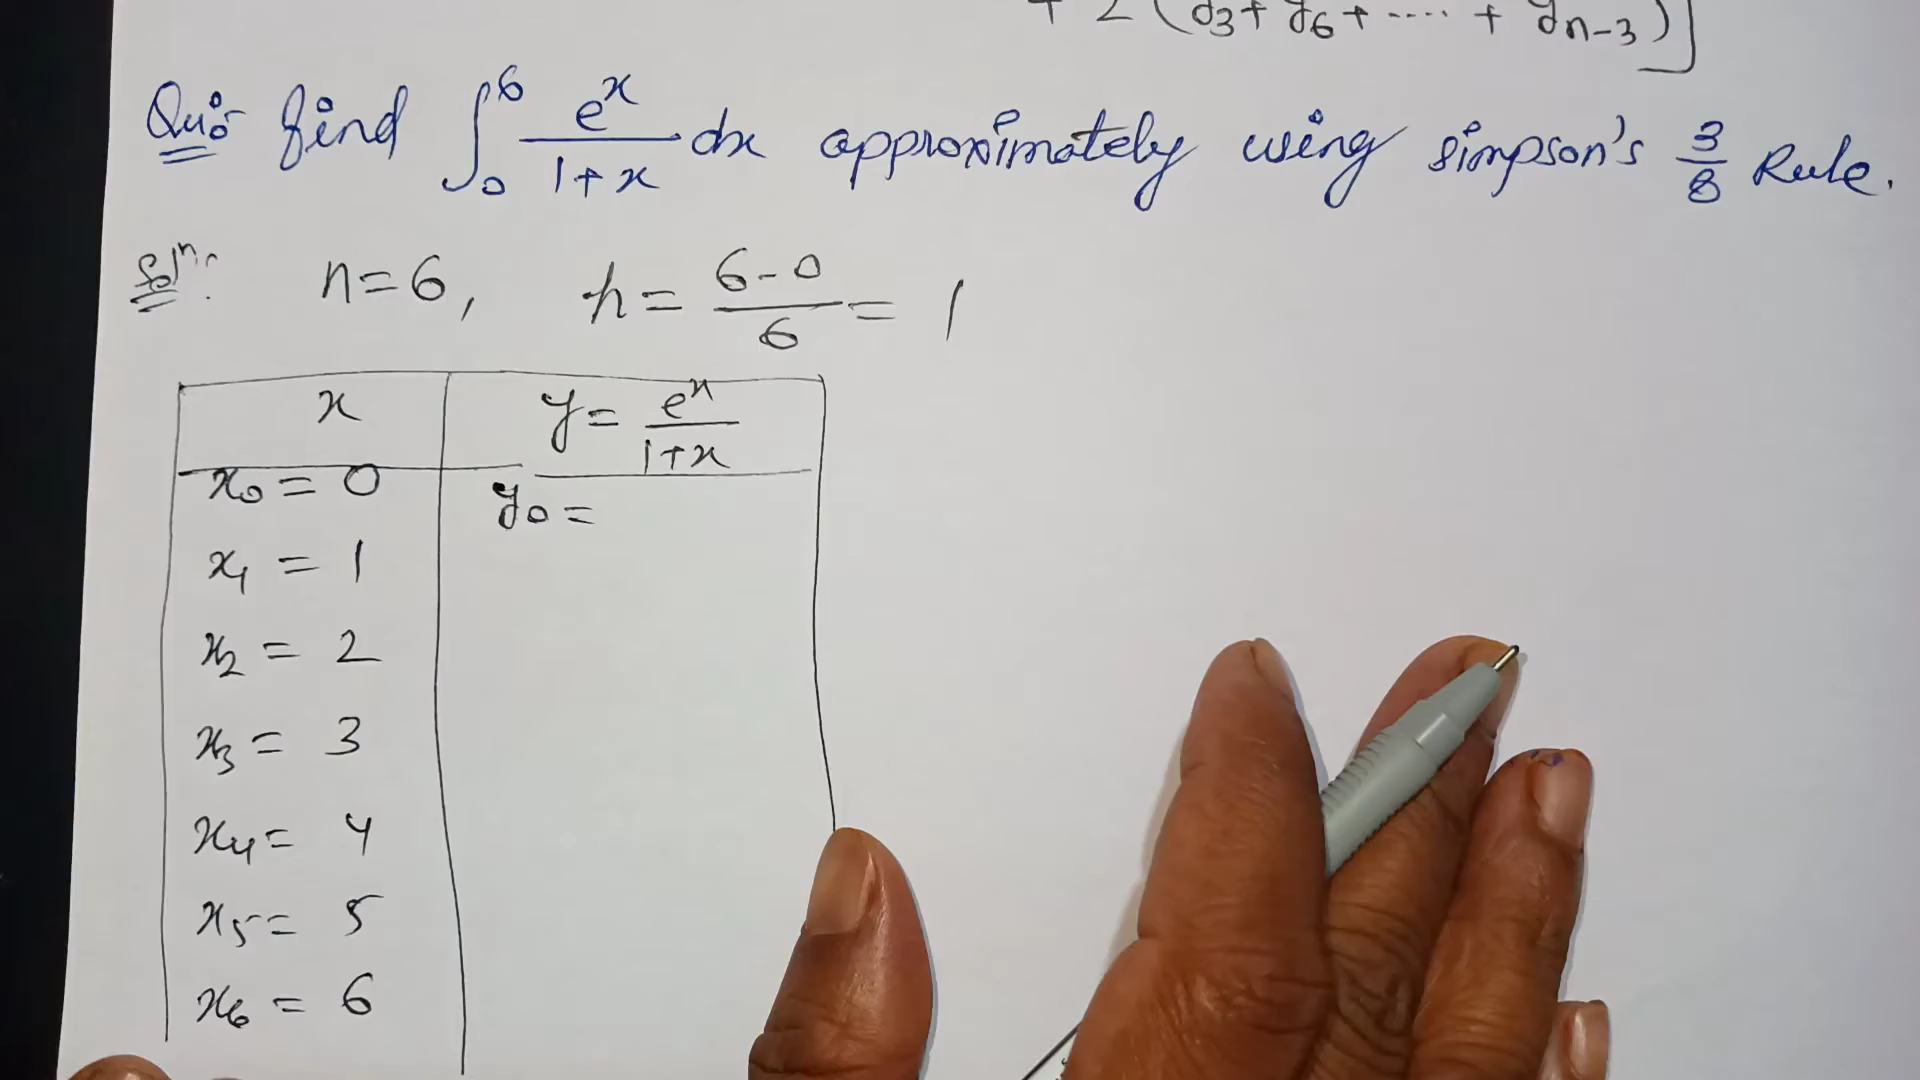 + 2 (y₃ + y₆ + .... + yₙ₋₃)]
Qu:- find ∫₀⁶ eˣ/(1+x) dx approximately using simpson's 3/8 Rule.
Solⁿ: n=6, h = (6-0)/6 = 1
x y = eˣ/(1+x)
x₀ = 0 y₀ =
x₁ = 1
x₂ = 2
x₃ = 3
x₄ = 4
x₅ = 5
x₆ = 6